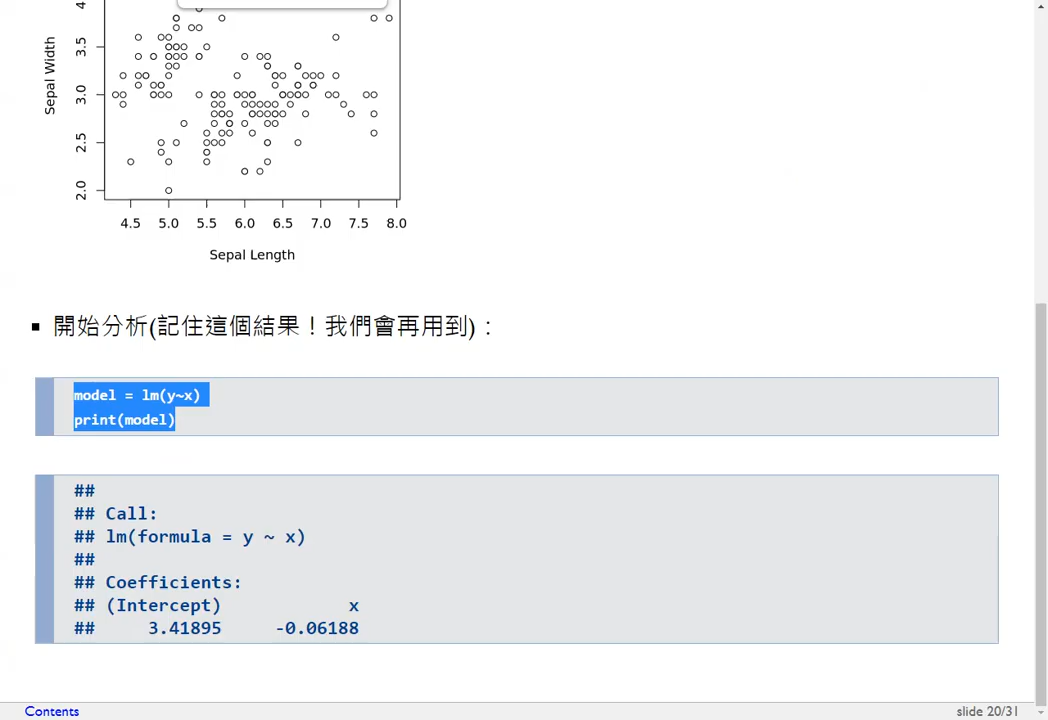 4
3.5
3.0
2.5
2.0
Sepal Width
4.5 5.0 5.5 6.0 6.5 7.0 7.5 8.0
Sepal Length
開始分析(記住這個結果！我們會再用到)：
model = lm(y~x)
print(model)
##
## Call:
## lm(formula = y ~ x)
##
## Coefficients:
## (Intercept)            x
##     3.41895     -0.06188
Contents
slide 20/31